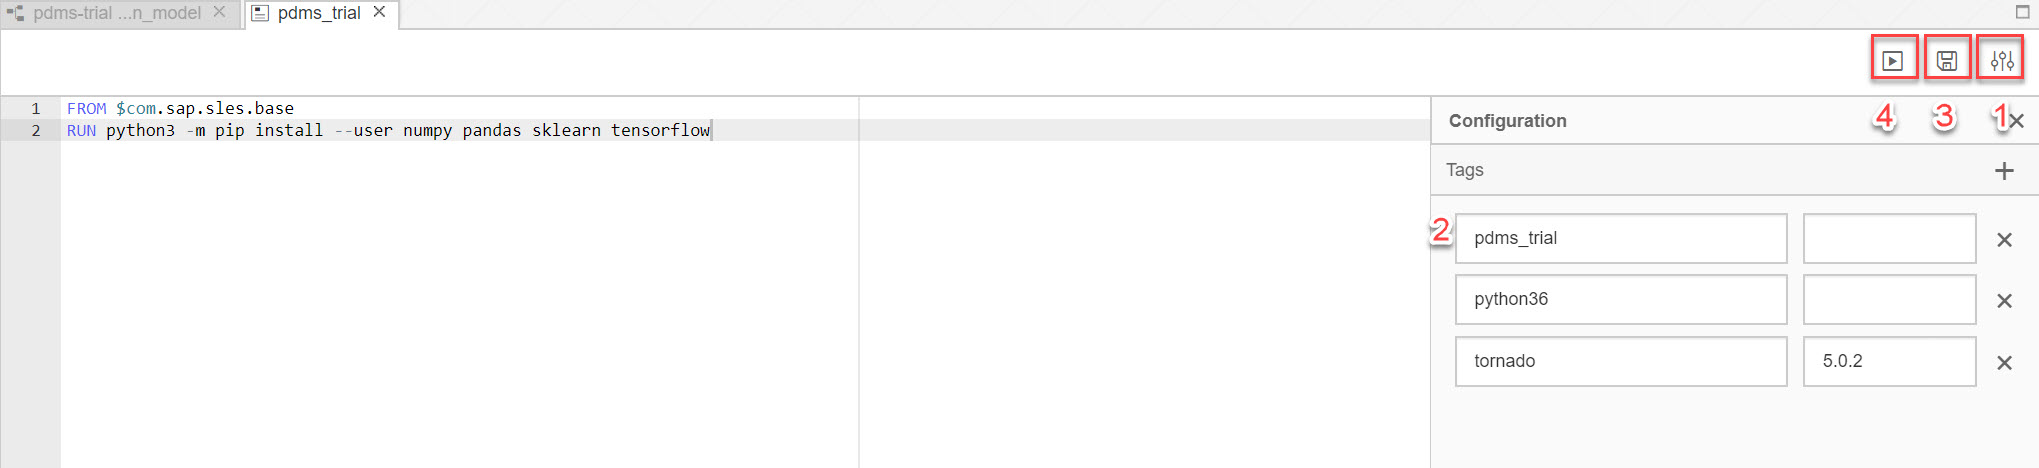 pdms-trial ...n_model
pdms_trial
4
3
1
1 FROM $com.sap.sles.base
2 RUN python3 -m pip install --user numpy pandas sklearn tensorflow
Configuration
Tags
2
pdms_trial
python36
tornado 5.0.2